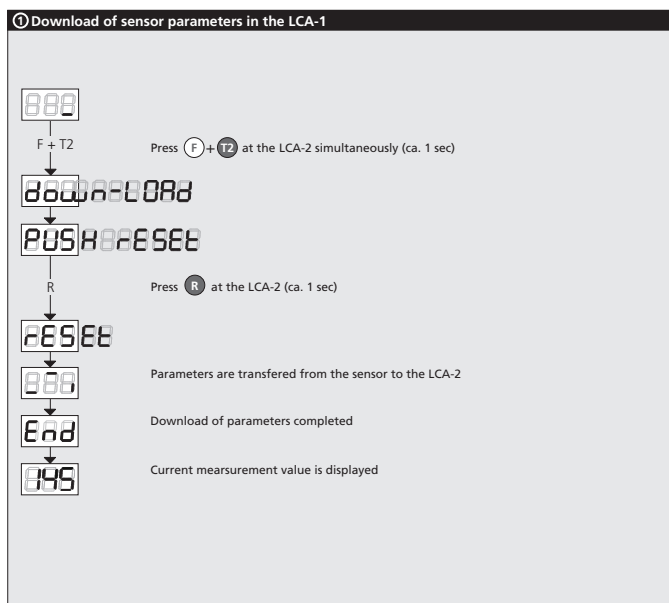 ① Download of sensor parameters in the LCA-1
_
F + T2
Press F + T2 at the LCA-2 simultaneously (ca. 1 sec)
down-LOAd
PUSH rESEt
R
Press R at the LCA-2 (ca. 1 sec)
rESEt
Parameters are transfered from the sensor to the LCA-2
End
Download of parameters completed
145
Current mearsurement value is displayed